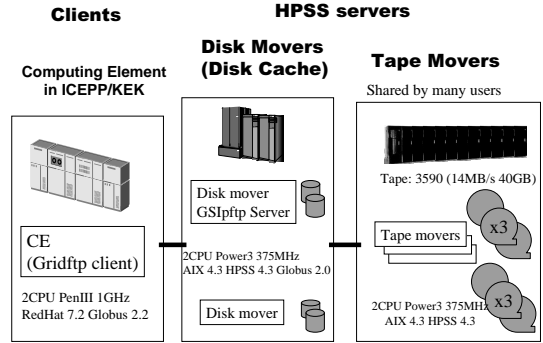 Clients
HPSS servers
Computing Element
in ICEPP/KEK
Disk Movers
(Disk Cache)
Tape Movers
Shared by many users
CE
(Gridftp client)
2CPU PenIII 1GHz
RedHat 7.2 Globus 2.2
Disk mover
GSIpftp Server
2CPU Power3 375MHz
AIX 4.3 HPSS 4.3 Globus 2.0
Disk mover
Tape: 3590 (14MB/s 40GB)
x3
Tape movers
x3
2CPU Power3 375MHz
AIX 4.3 HPSS 4.3